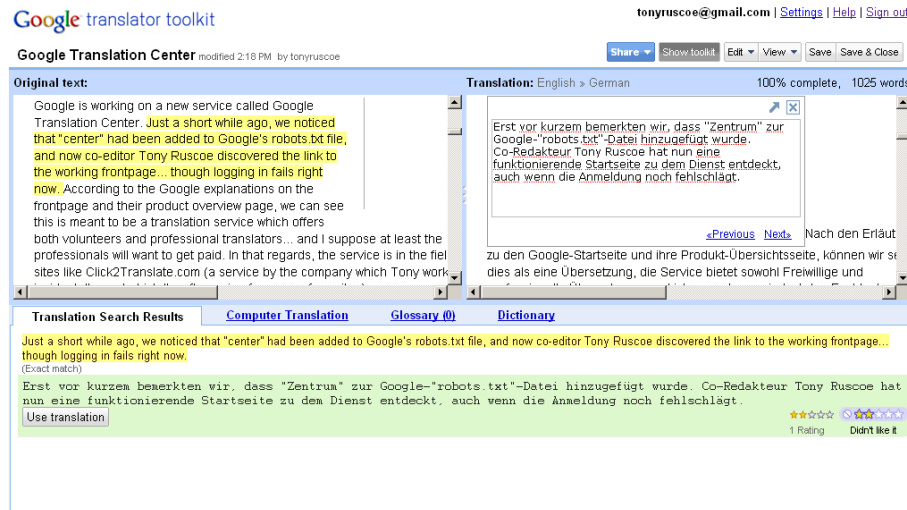 Google translator toolkit
tonyruscoe@gmail.com | Settings | Help | Sign out
Google Translation Center modified 2:18 PM by tonyruscoe
Share Show toolkit Edit View Save Save & Close
Original text:
Google is working on a new service called Google
Translation Center. Just a short while ago, we noticed
that "center" had been added to Google's robots.txt file,
and now co-editor Tony Ruscoe discovered the link to
the working frontpage... though logging in fails right
now. According to the Google explanations on the
frontpage and their product overview page, we can see
this is meant to be a translation service which offers
both volunteers and professional translators... and I suppose at least the
professionals will want to get paid. In that regards, the service is in the fiel
sites like Click2Translate.com (a service by the company which Tony work
Translation: English » German
100% complete, 1025 words
Erst vor kurzem bemerkten wir, dass "Zentrum" zur
Google-"robots.txt"-Datei hinzugefügt wurde.
Co-Redakteur Tony Ruscoe hat nun eine
funktionierende Startseite zu dem Dienst entdeckt,
auch wenn die Anmeldung noch fehlschlägt.
«Previous Next»
Nach den Erläut
zu den Google-Startseite und ihre Produkt-Übersichtsseite, können wir se
dies als eine Übersetzung, die Service bietet sowohl Freiwillige und
Translation Search Results Computer Translation Glossary (0) Dictionary
Just a short while ago, we noticed that "center" had been added to Google's robots.txt file, and now co-editor Tony Ruscoe discovered the link to the working frontpage...
though logging in fails right now.
(Exact match)
Erst vor kurzem bemerkten wir, dass "Zentrum" zur Google-"robots.txt"-Datei hinzugefügt wurde. Co-Redakteur Tony Ruscoe hat
nun eine funktionierende Startseite zu dem Dienst entdeckt, auch wenn die Anmeldung noch fehlschlägt.
Use translation
1 Rating Didn't like it